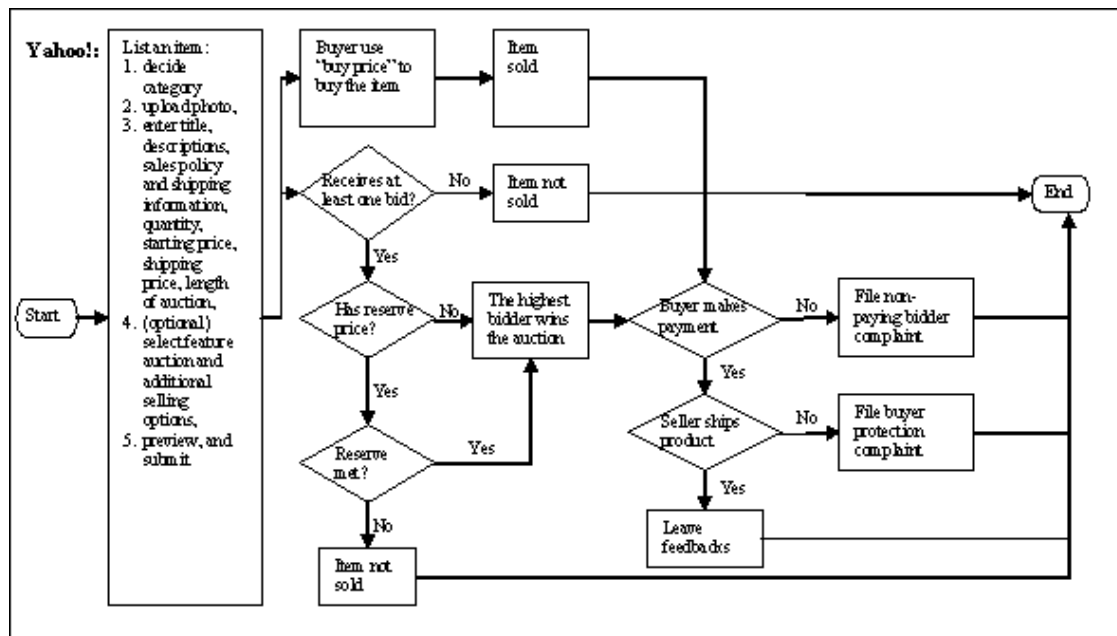 Yahoo!:
List an item:
1. decide
category
2. upload photo,
3. enter title,
descriptions,
sales policy
and shipping
information,
quantity,
starting price,
shipping
price, length
of auction,
4. (optional)
select feature
auction and
additional
selling
options,
5. preview, and
submit
Start
Buyer use
"buy price" to
buy the item
Item
sold
Receives at
least one bid?
No
Item not
sold
End
Yes
Has reserve
price?
No
The highest
bidder wins
the auction
Buyer makes
payment
No
File non-
paying bidder
complaint
Yes
Yes
Seller ships
product
No
File buyer
protection
complaint
Reserve
met?
Yes
Yes
Leave
feedbacks
No
Item not
sold